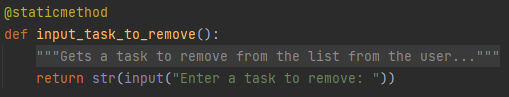 @staticmethod
def input_task_to_remove():
"""Gets a task to remove from the list from the user..."""
return str(input("Enter a task to remove: "))